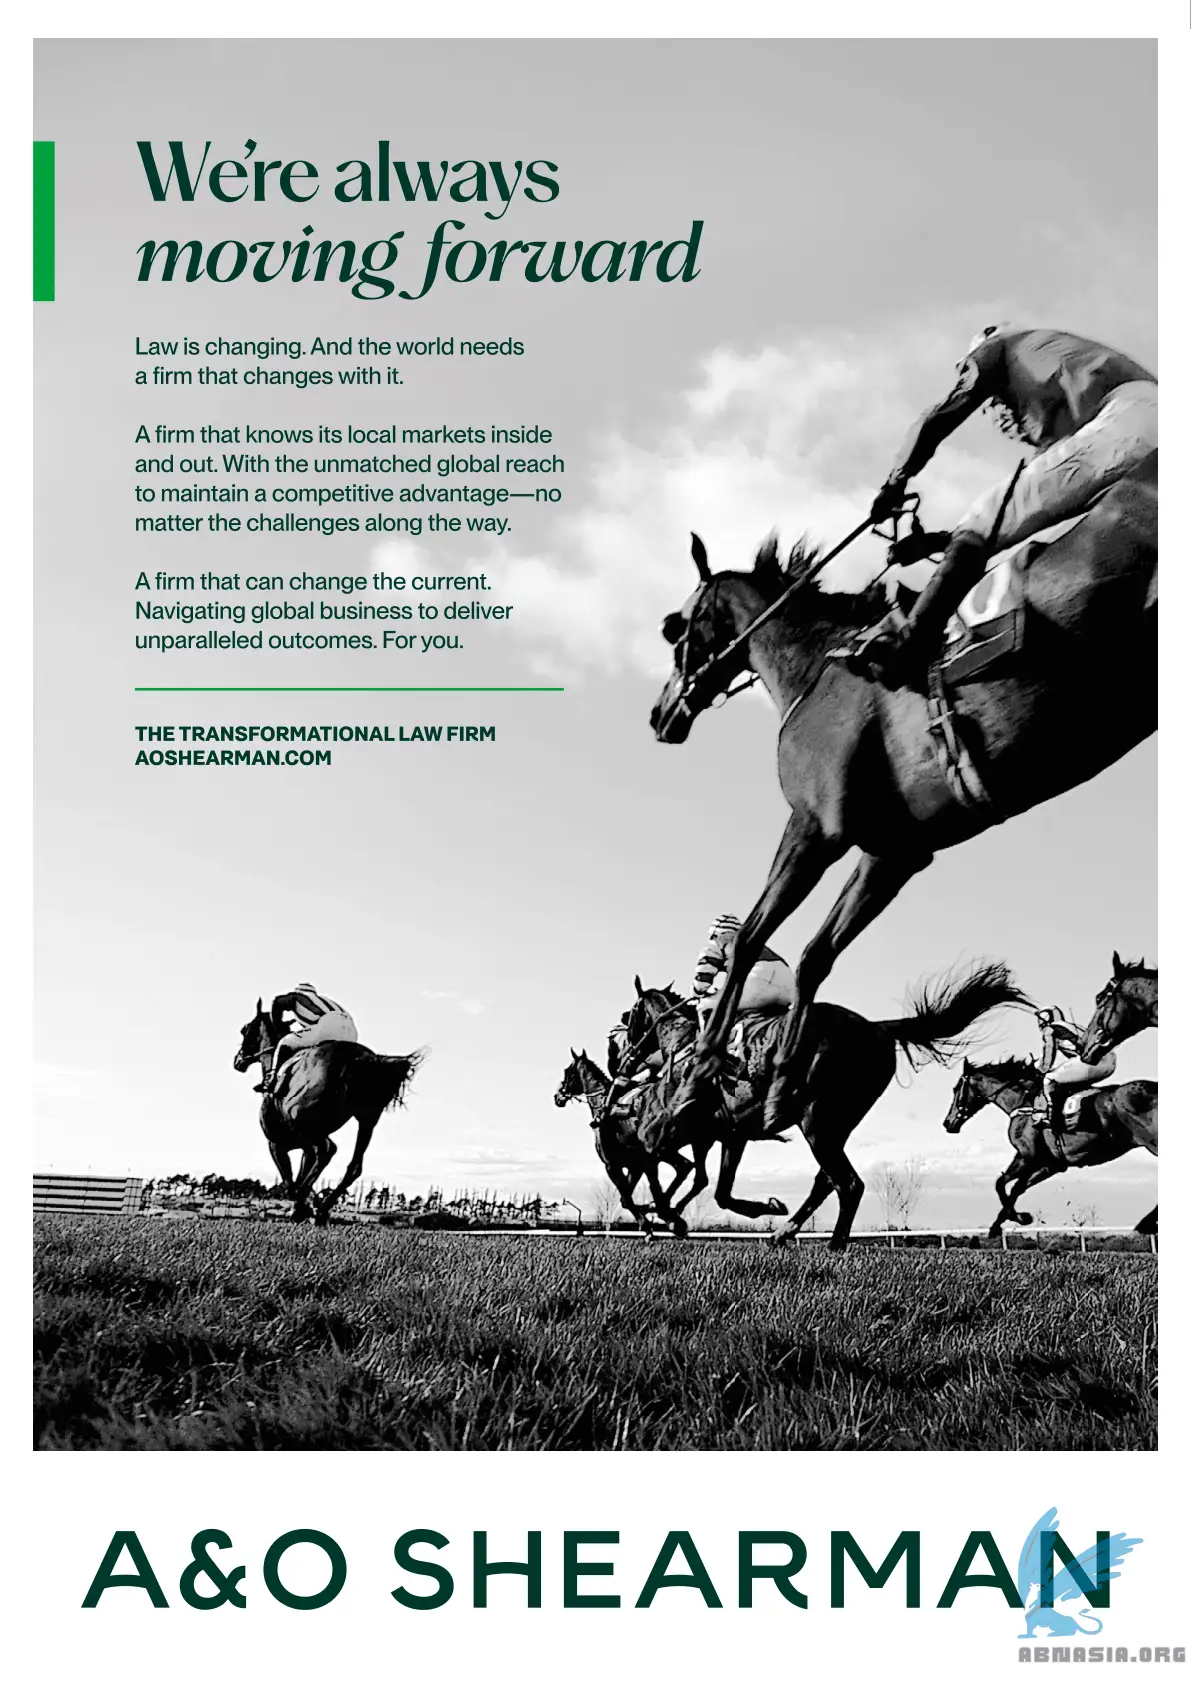 We're always
moving forward
Law is changing. And the world needs
a firm that changes with it.
A firm that knows its local markets inside
and out. With the unmatched global reach
to maintain a competitive advantage—no
matter the challenges along the way.
A firm that can change the current.
Navigating global business to deliver
unparalleled outcomes. For you.
THE TRANSFORMATIONAL LAW FIRM
AOSHEARMAN.COM
A&O SHEARMAN
ABNASIA.ORG